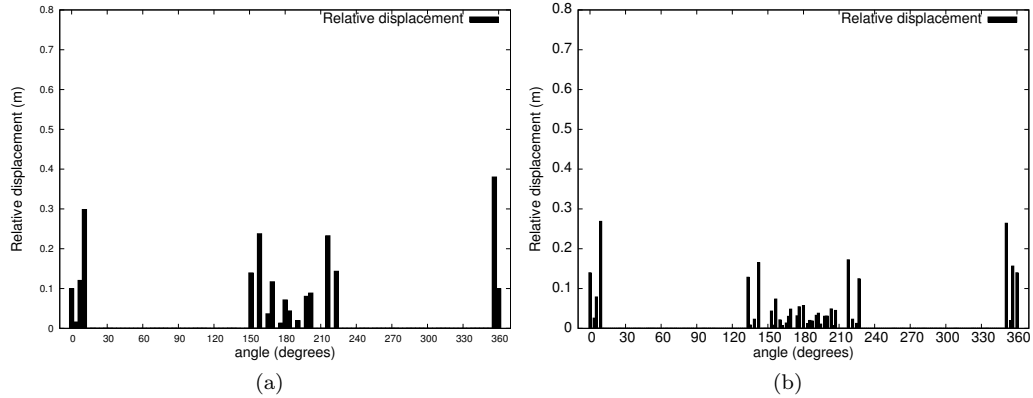 Relative displacement
Relative displacement (m)
0.8
0.7
0.6
0.5
0.4
0.3
0.2
0.1
0
0 30 60 90 120 150 180 210 240 270 300 330 360
angle (degrees)
(a)
Relative displacement
Relative displacement (m)
0.8
0.7
0.6
0.5
0.4
0.3
0.2
0.1
0
0 30 60 90 120 150 180 210 240 270 300 330 360
angle (degrees)
(b)